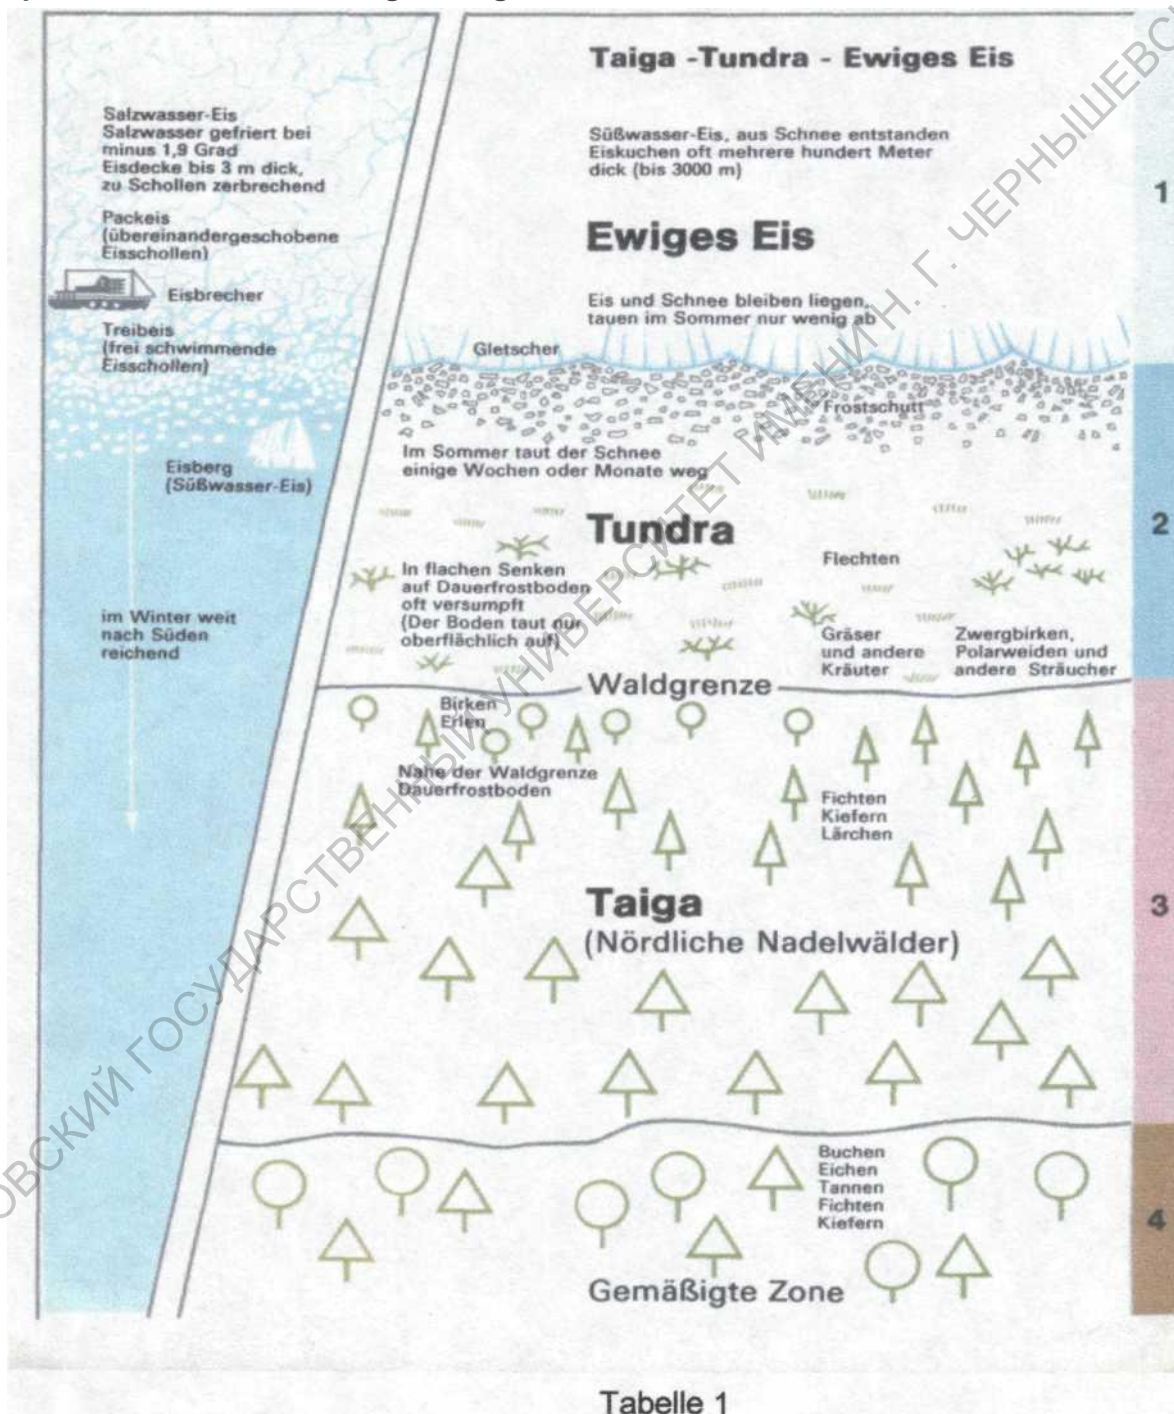 Taiga -Tundra - Ewiges Eis
Salzwasser-Eis
Salzwasser gefriert bei
minus 1,9 Grad
Eisdecke bis 3 m dick,
zu Schollen zerbrechend
Packeis
(übereinandergeschobene
Eisschollen)
Eisbrecher
Treibeis
(frei schwimmende
Eisschollen)
Eisberg
(Süßwasser-Eis)
im Winter weit
nach Süden
reichend
Süßwasser-Eis, aus Schnee entstanden
Eiskuchen oft mehrere hundert Meter
dick (bis 3000 m)
1
Ewiges Eis
Eis und Schnee bleiben liegen,
tauen im Sommer nur wenig ab
Gletscher
Frostschutt
Im Sommer taut der Schnee
einige Wochen oder Monate weg
2
Tundra
Flechten
In flachen Senken
auf Dauerfrostboden
oft versumpft
(Der Boden taut nur
oberflächlich auf)
Gräser
und andere
Kräuter
Zwergbirken,
Polarweiden und
andere Sträucher
Waldgrenze
Birken
Erlen
Nahe der Waldgrenze
Dauerfrostboden
Fichten
Kiefern
Lärchen
3
Taiga
(Nördliche Nadelwälder)
Buchen
Eichen
Tannen
Fichten
Kiefern
4
Gemäßigte Zone
Tabelle 1
ГОСУДАРСТВЕННЫЙ УНИВЕРСИТЕТ ИМЕНИ Н. Г.